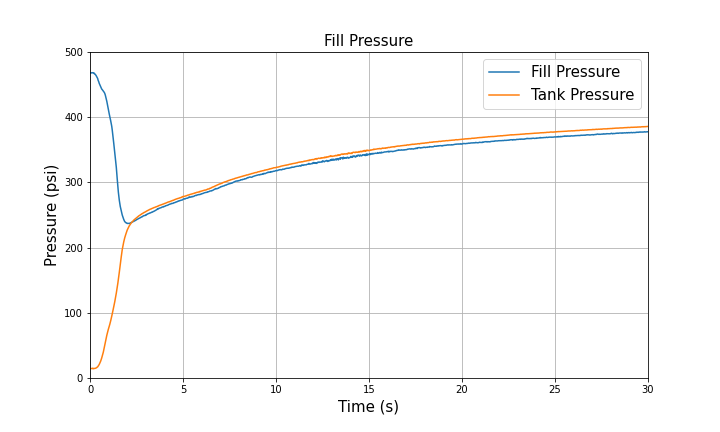 Fill Pressure
500
400
300
200
100
0
Pressure (psi)
Fill Pressure
Tank Pressure
0 5 10 15 20 25 30
Time (s)